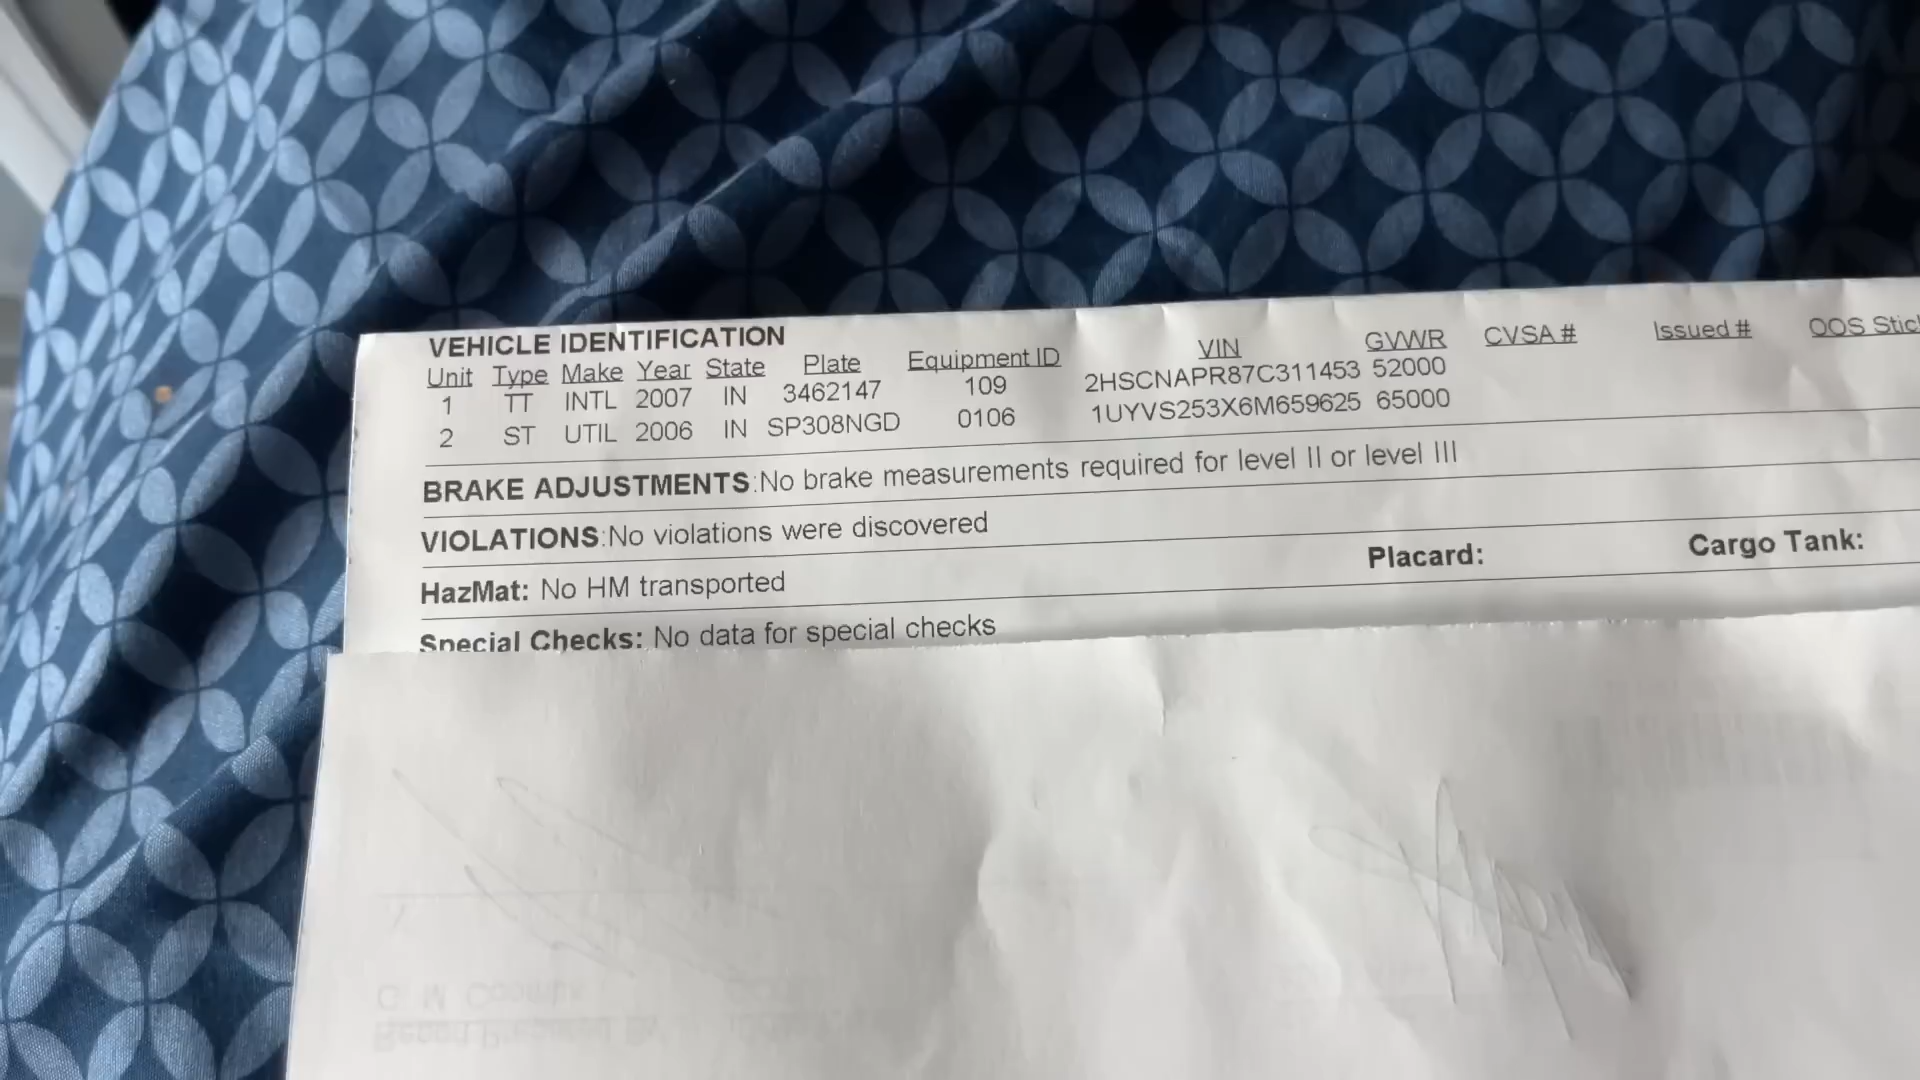 VEHICLE IDENTIFICATION
Unit Type Make Year State Plate Equipment ID VIN GVWR CVSA # Issued # OOS Stic
1 TT INTL 2007 IN 3462147 109 2HSCNAPR87C311453 52000
2 ST UTIL 2006 IN SP308NGD 0106 1UYVS253X6M659625 65000
BRAKE ADJUSTMENTS:No brake measurements required for level II or level III
VIOLATIONS:No violations were discovered
HazMat: No HM transported Placard: Cargo Tank:
Special Checks: No data for special checks